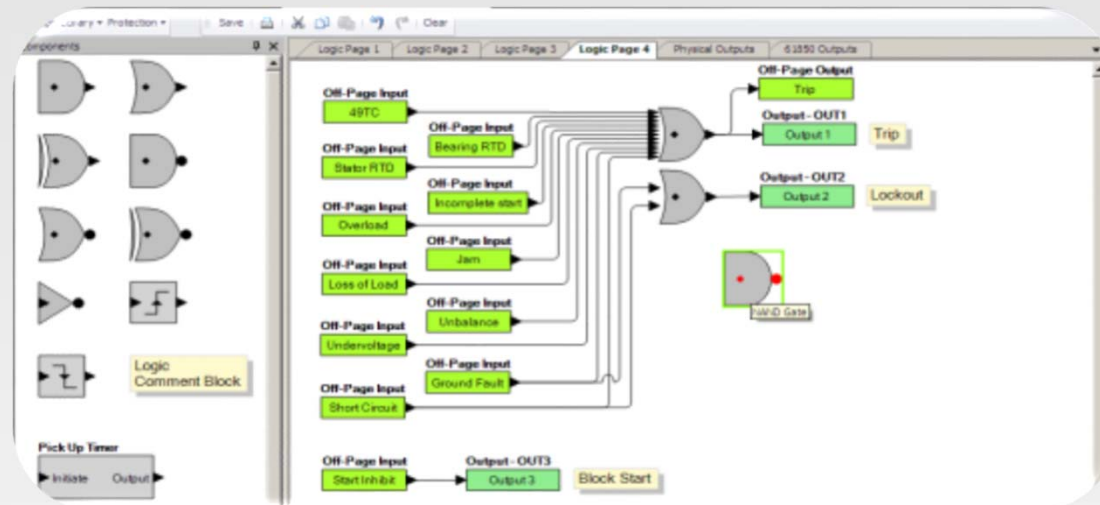 Protection
Save
Clear
Logic Page 1
Logic Page 2
Logic Page 3
Logic Page 4
Physical Outputs
61850 Outputs
Off-Page Input
49TC
Off-Page Input
Bearing RTD
Off-Page Input
Stator RTD
Off-Page Input
Incomplete start
Off-Page Input
Overload
Off-Page Input
Jam
Off-Page Input
Loss of Load
Off-Page Input
Unbalance
Off-Page Input
Undervoltage
Off-Page Input
Ground Fault
Off-Page Input
Short Circuit
Off-Page Input
Start Inhibit
Off-Page Output
Trip
Output - OUT1
Output 1
Trip
Output - OUT2
Output 2
Lockout
NAND Gate
Output - OUT3
Output 3
Block Start
Logic
Comment Block
Pick Up Timer
Initiate
Output